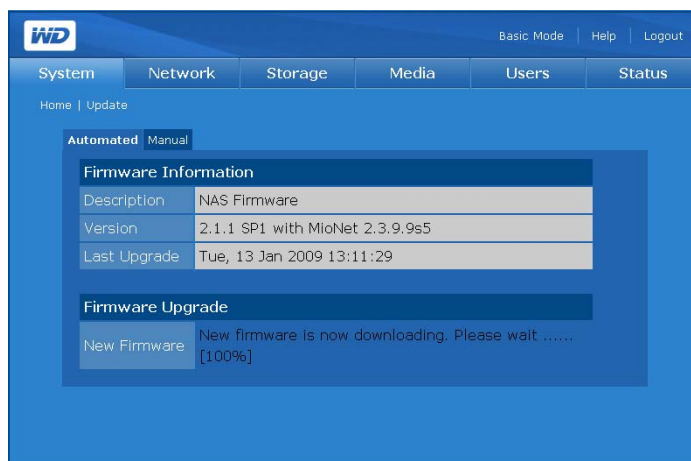 WD
Basic Mode | Help | Logout
System Network Storage Media Users Status
Home | Update
Automated Manual
Firmware Information
Description NAS Firmware
Version 2.1.1 SP1 with MioNet 2.3.9.9s5
Last Upgrade Tue, 13 Jan 2009 13:11:29
Firmware Upgrade
New Firmware New firmware is now downloading. Please wait ......
[100%]